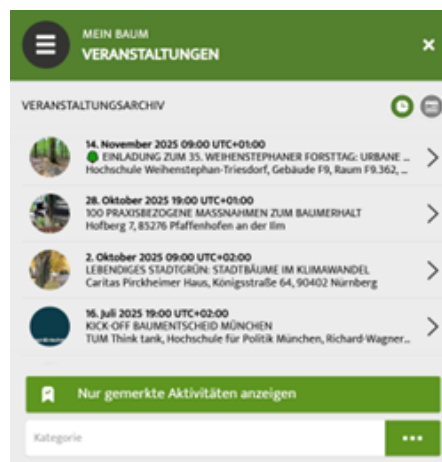 MEIN BAUM
VERANSTALTUNGEN
VERANSTALTUNGSARCHIV
14. November 2025 09:00 UTC+01:00
EINLADUNG ZUM 35. WEIHENSTEPHANER FORSTTAG: URBANE ...
Hochschule Weihenstephan-Triesdorf, Gebäude F9, Raum F9.362, ...
28. Oktober 2025 19:00 UTC+01:00
100 PRAXISBEZOGENE MASSNAHMEN ZUM BAUMERHALT
Hofberg 7, 85276 Pfaffenhofen an der Ilm
2. Oktober 2025 09:00 UTC+02:00
LEBENDIGES STADTGRÜN: STADTBÄUME IM KLIMAWANDEL
Caritas Pirckheimer Haus, Königsstraße 64, 90402 Nürnberg
16. Juli 2025 19:00 UTC+02:00
KICK-OFF BAUMENTSCHEID MÜNCHEN
TUM Think tank, Hochschule für Politik München, Richard-Wagner...
Nur gemerkte Aktivitäten anzeigen
Kategorie